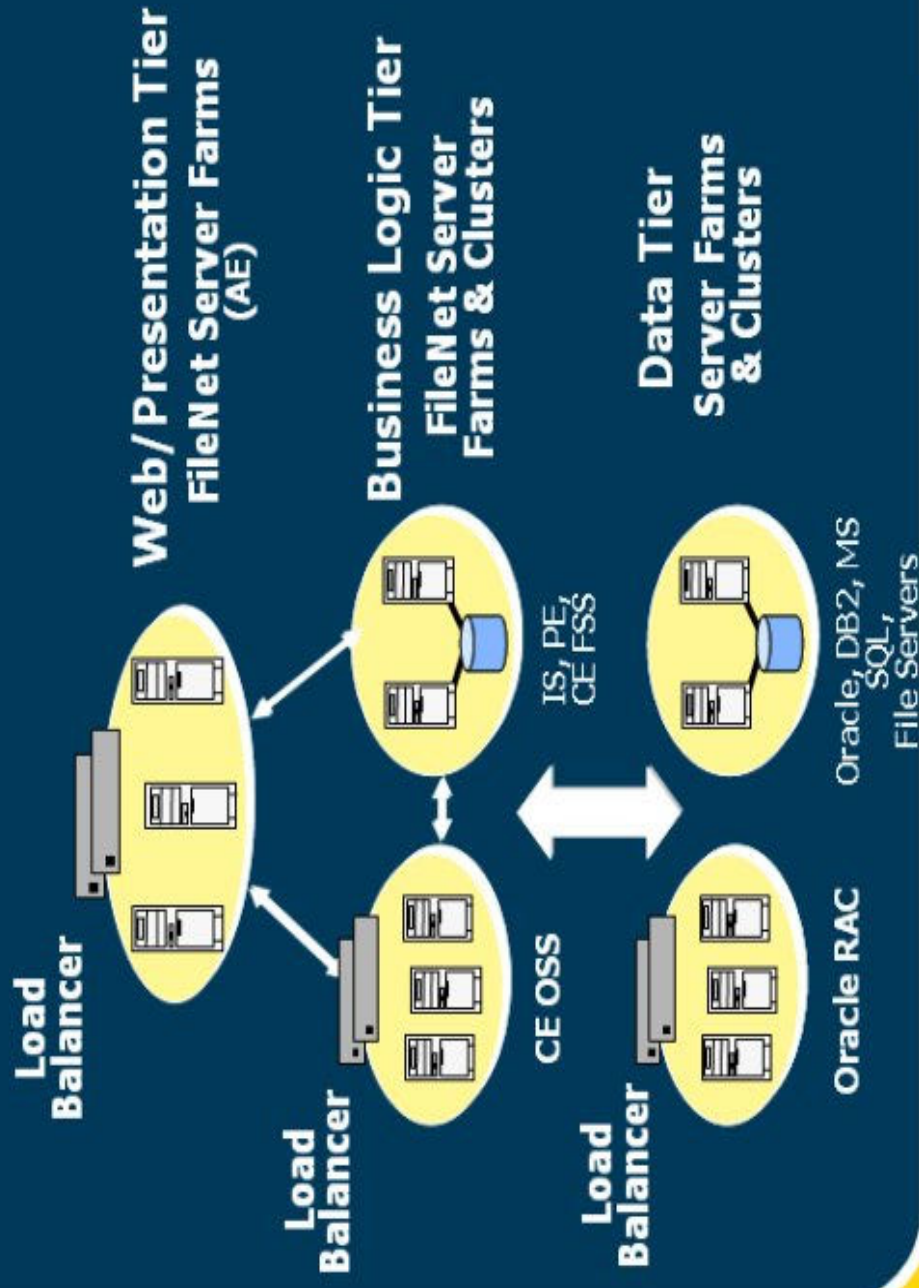 Load
Balancer
Web/Presentation Tier
FileNet Server Farms
(AE)
Load
Balancer
Business Logic Tier
FileNet Server
Farms & Clusters
CE OSS
IS, PE,
CE FSS
Load
Balancer
Data Tier
Server Farms
& Clusters
Oracle RAC
Oracle, DB2, MS
SQL,
File Servers